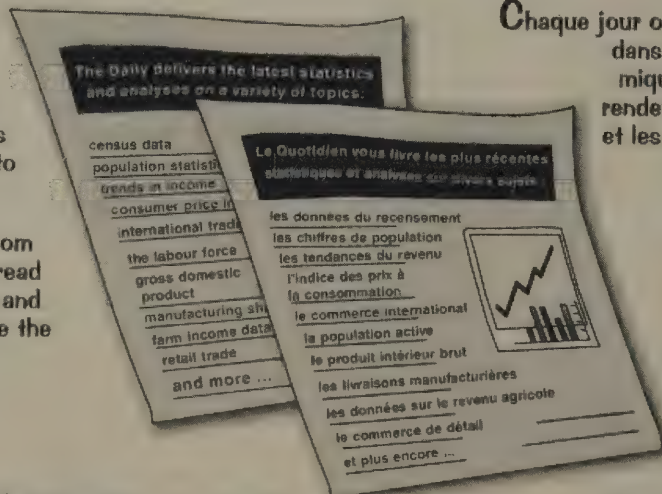 s
to
om
read
and
e the
The Daily delivers the latest statistics
and analyses on a variety of topics.
census data
population statisti
trends in income
consumer price in
international trad
the labour force
gross domestic
product
manufacturing sh
farm income data
retail trade
and more ...
Le Quotidien vous livre les plus récentes
statistiques et analyses sur divers sujets
les données du recensement
les chiffres de population
les tendances du revenu
l'indice des prix à
la consommation
le commerce international
la population active
le produit intérieur brut
les livraisons manufacturières
les données sur le revenu agricole
le commerce de détail
et plus encore ...
Chaque jour o
dans
miqu
rende
et les